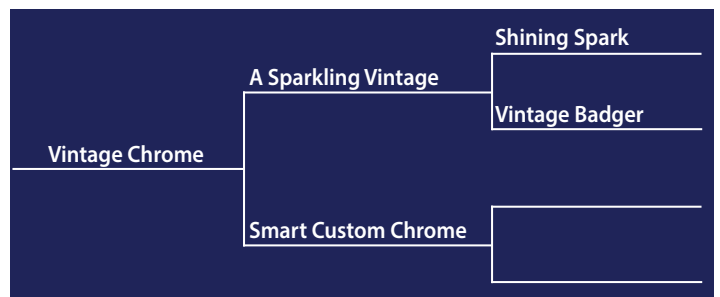 Shining Spark
A Sparkling Vintage
Vintage Badger
Vintage Chrome
Smart Custom Chrome